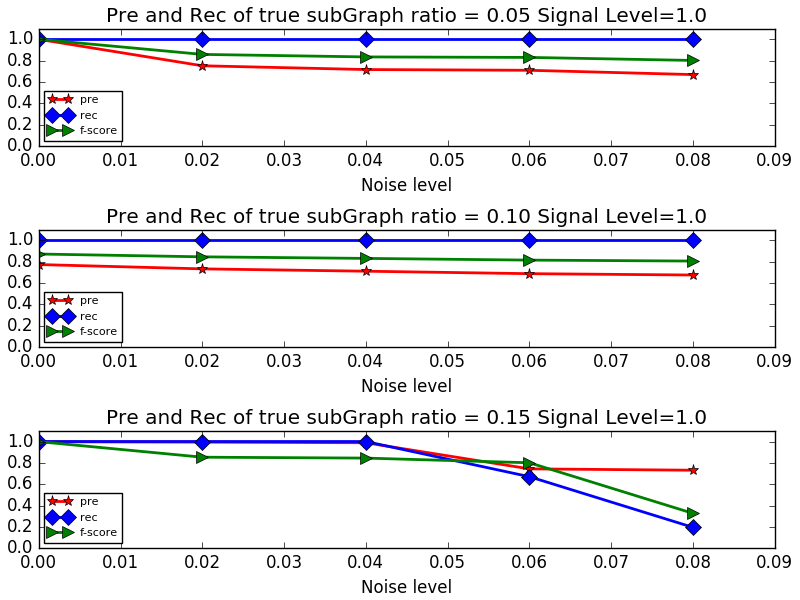 Pre and Rec of true subGraph ratio = 0.05 Signal Level=1.0
1.0
0.8
0.6
0.4
0.2
0.0
pre
rec
f-score
0.00 0.01 0.02 0.03 0.04 0.05 0.06 0.07 0.08 0.09
Noise level
Pre and Rec of true subGraph ratio = 0.10 Signal Level=1.0
1.0
0.8
0.6
0.4
0.2
0.0
pre
rec
f-score
0.00 0.01 0.02 0.03 0.04 0.05 0.06 0.07 0.08 0.09
Noise level
Pre and Rec of true subGraph ratio = 0.15 Signal Level=1.0
1.0
0.8
0.6
0.4
0.2
0.0
pre
rec
f-score
0.00 0.01 0.02 0.03 0.04 0.05 0.06 0.07 0.08 0.09
Noise level